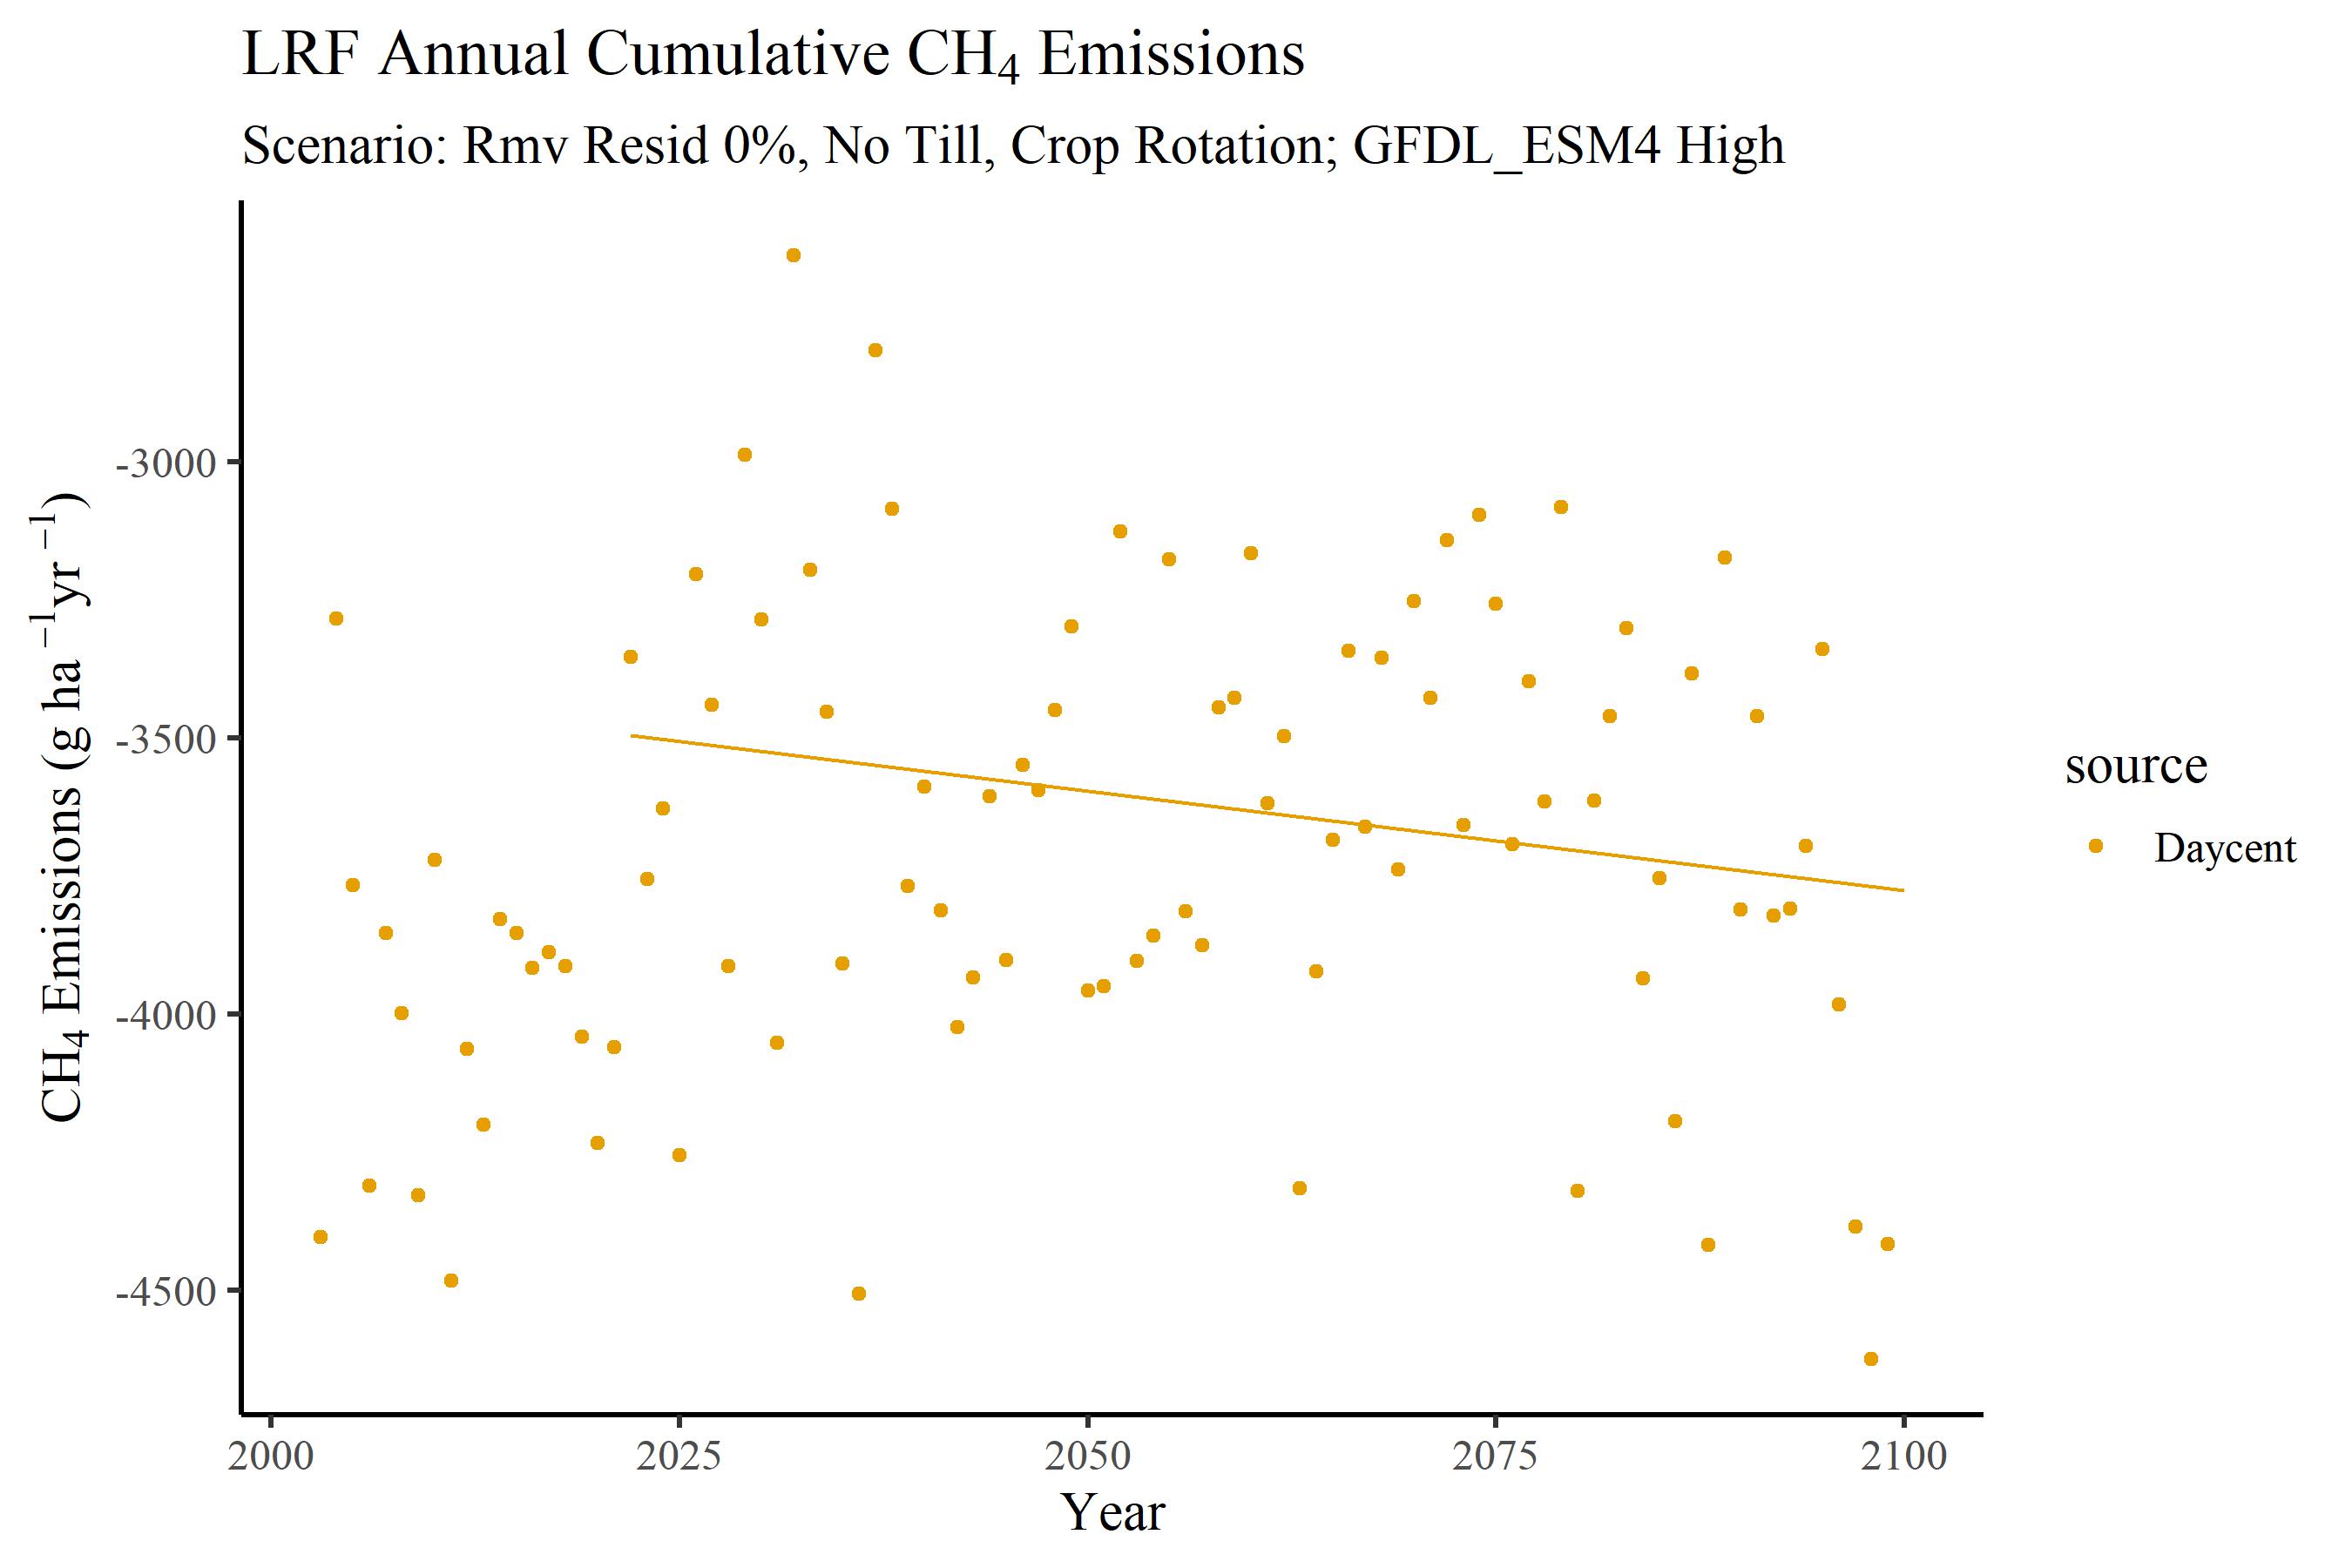 LRF Annual Cumulative CH₄ Emissions
Scenario: Rmv Resid 0%, No Till, Crop Rotation; GFDL_ESM4 High
CH₄ Emissions (g ha⁻¹yr⁻¹)
-3000
-3500
-4000
-4500
2000 2025 2050 2075 2100
Year
source
Daycent